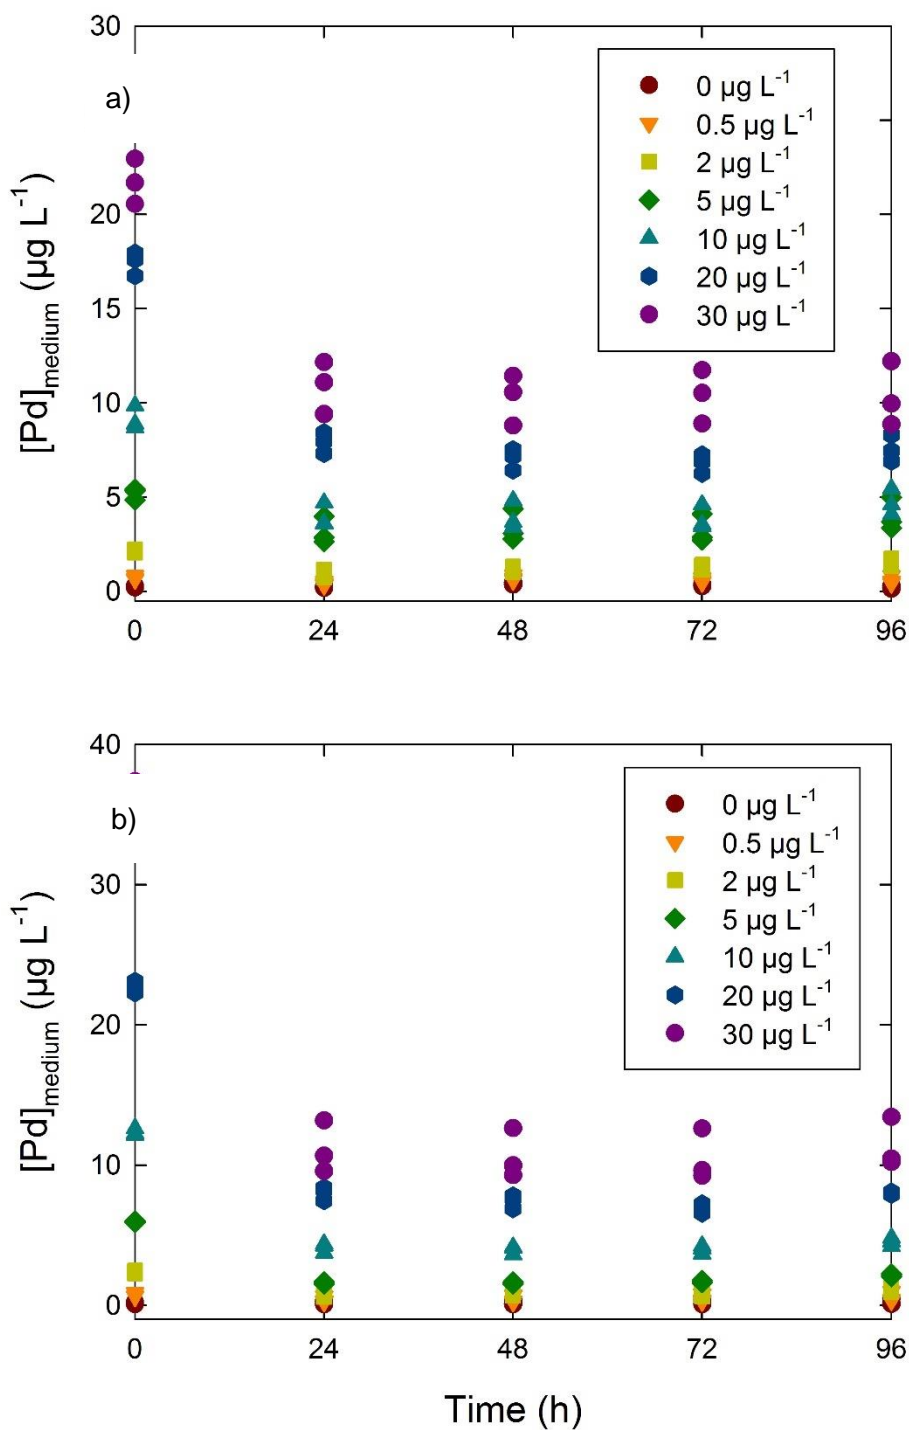 30
a)
0 µg L⁻¹
0.5 µg L⁻¹
2 µg L⁻¹
5 µg L⁻¹
10 µg L⁻¹
20 µg L⁻¹
30 µg L⁻¹
[Pd]medium (µg L⁻¹)
20
15
10
5
0
0 24 48 72 96
40
b)
0 µg L⁻¹
0.5 µg L⁻¹
2 µg L⁻¹
5 µg L⁻¹
10 µg L⁻¹
20 µg L⁻¹
30 µg L⁻¹
[Pd]medium (µg L⁻¹)
30
20
10
0
0 24 48 72 96
Time (h)